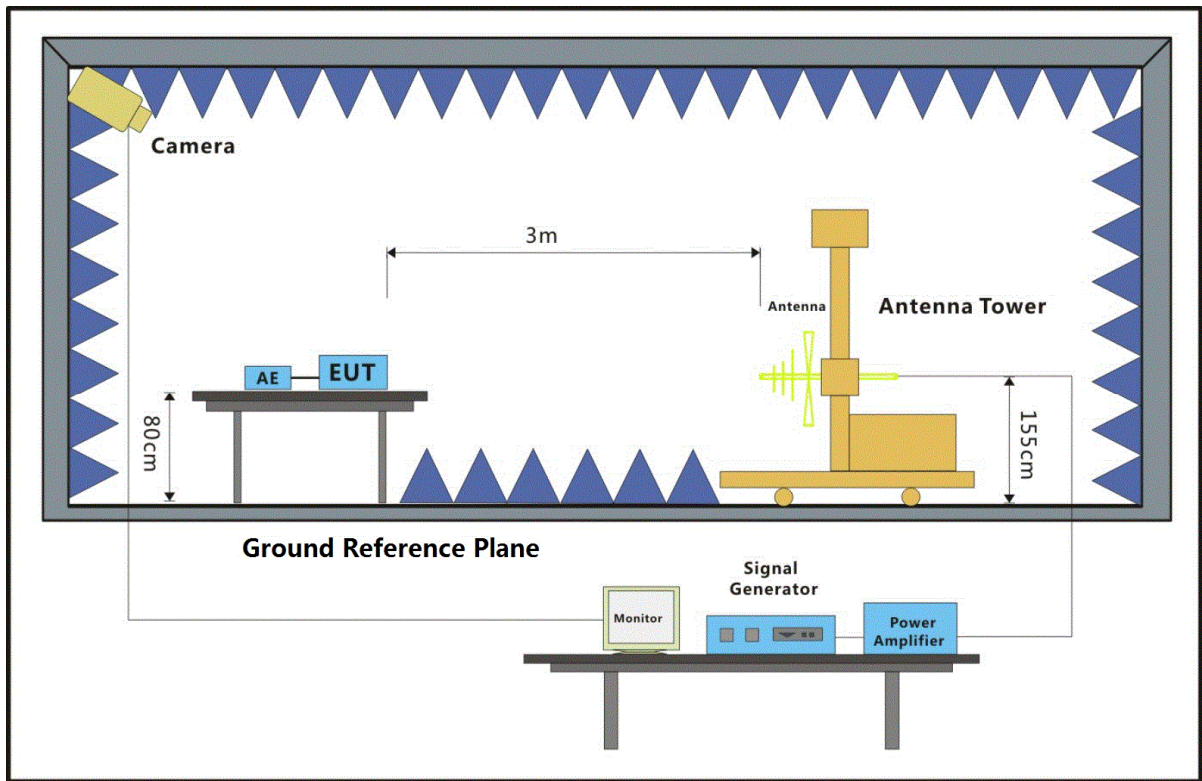 Camera
3m
Antenna
Antenna Tower
AE
EUT
80cm
155cm
Ground Reference Plane
Signal
Generator
Monitor
Power
Amplifier